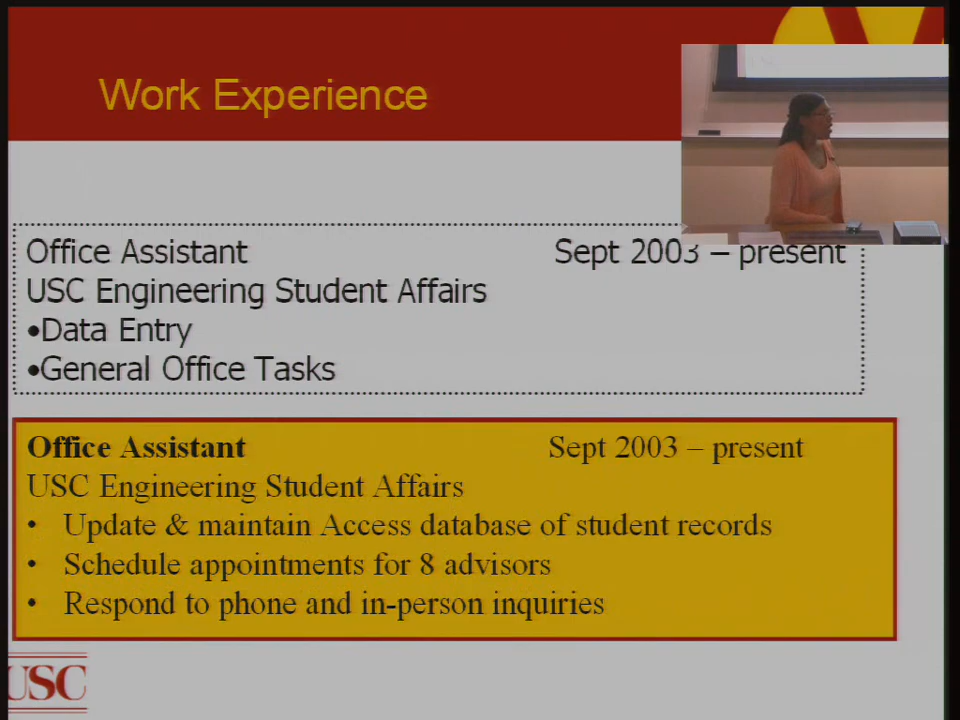 Work Experience
Office Assistant Sept 2003 – present
USC Engineering Student Affairs
•Data Entry
•General Office Tasks
Office Assistant Sept 2003 – present
USC Engineering Student Affairs
• Update & maintain Access database of student records
• Schedule appointments for 8 advisors
• Respond to phone and in-person inquiries
USC